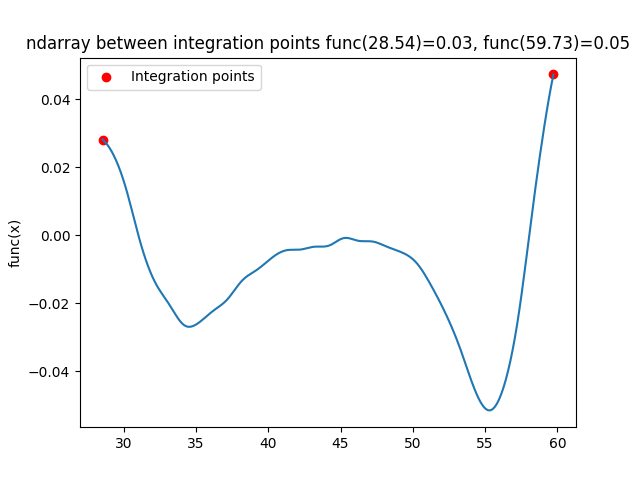 ndarray between integration points func(28.54)=0.03, func(59.73)=0.05
Integration points
func(x)
0.04
0.02
0.00
−0.02
−0.04
30 35 40 45 50 55 60